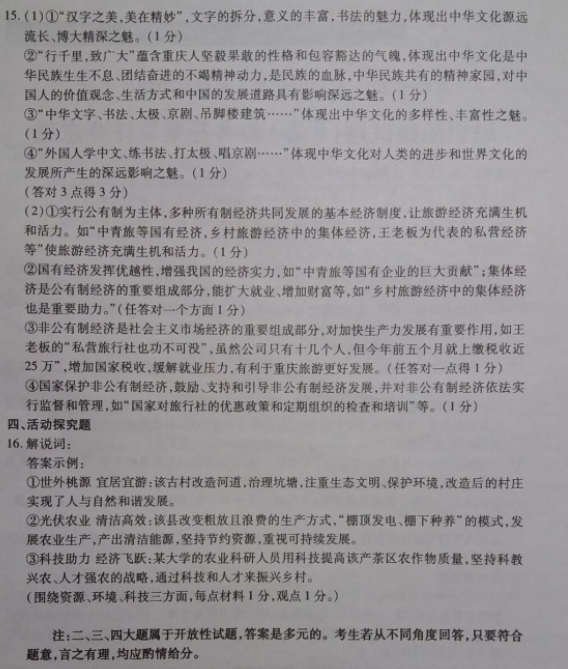 15.(1)①“汉字之美,美在精妙”,文字的拆分,意义的丰富,书法的魅力,体现出中华文化源远
流长、博大精深之魅。(1分)
②“行千里,致广大”蕴含重庆人坚毅果敢的性格和包容豁达的气魄,体现出中华文化是中
华民族生生不息、团结奋进的不竭精神动力,是民族的血脉,中华民族共有的精神家园,对中
国人的价值观念、生活方式和中国的发展道路具有影响深远之魅。(1分)
③“中华文字、书法、太极、京剧、吊脚楼建筑……”体现出中华文化的多样性、丰富性之魅。
(1分)
④“外国人学中文、练书法、打太极、唱京剧……”体现中华文化对人类的进步和世界文化的
发展所产生的深远影响之魅。(1分)
(答对3点得3分)
(2)①实行公有制为主体,多种所有制经济共同发展的基本经济制度,让旅游经济充满生机
和活力。如“中青旅等国有经济,乡村旅游经济中的集体经济,王老板为代表的私营经济
等”使旅游经济充满生机和活力。(1分)
②国有经济发挥优越性,增强我国的经济实力,如“中青旅等国有企业的巨大贡献”;集体经
济是公有制经济的重要组成部分,能扩大就业、增加财富等,如“乡村旅游经济中的集体经济
也是重要助力。”(任答对一个方面1分)
③非公有制经济是社会主义市场经济的重要组成部分,对加快生产力发展有重要作用,如王
老板的“私营旅行社也功不可没”,虽然公司只有十几个人,但今年前五个月就上缴税收近
25万”,增加国家税收,缓解就业压力,有利于重庆旅游更好发展。(任答对一点得1分)
④国家保护非公有制经济,鼓励、支持和引导非公有制经济发展,并对非公有制经济依法实
行监督和管理,如“国家对旅行社的优惠政策和定期组织的检查和培训”等。(1分)
四、活动探究题
16.解说词:
答案示例:
①世外桃源 宜居宜游:该古村改造河道,治理坑塘,注重生态文明、保护环境,改造后的村庄
实现了人与自然和谐发展。
②光伏农业 清洁高效:该县改变粗放且浪费的生产方式,“棚顶发电、棚下种养”的模式,发
展农业生产,产出清洁能源,坚持节约资源,重视可持续发展。
③科技助力 经济飞跃:某大学的农业科研人员用科技提高该产茶区农作物质量,坚持科教
兴农、人才强农的战略,通过科技和人才来振兴乡村。
(围绕资源、环境、科技三方面,每点材料1分,观点1分。)
注:二、三、四大题属于开放性试题,答案是多元的。考生若从不同角度回答,只要符合
题意,言之有理,均应酌情给分。